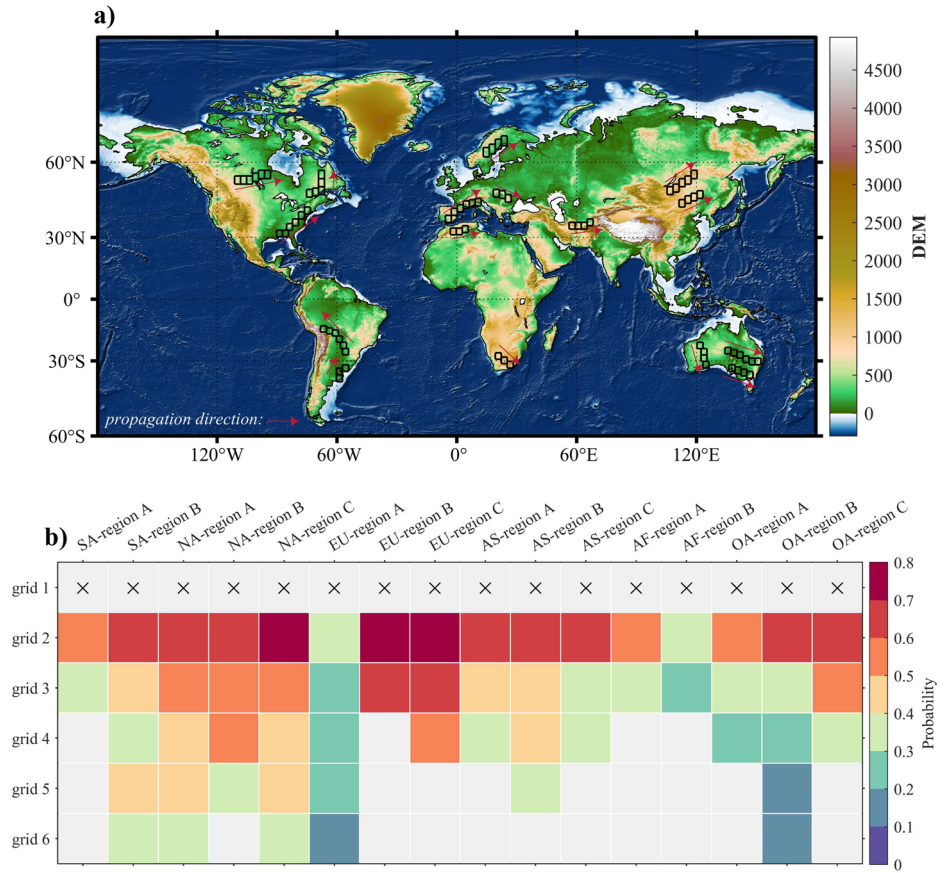 a)
60°N
30°N
0°
30°S
60°S
120°W
60°W
0°
60°E
120°E
propagation direction:
4500
4000
3500
3000
2500
2000
1500
1000
500
0
DEM
b)
SA-region A
SA-region B
NA-region A
NA-region B
NA-region C
EU-region A
EU-region B
EU-region C
AS-region A
AS-region B
AS-region C
AF-region A
AF-region B
OA-region A
OA-region B
OA-region C
grid 1
grid 2
grid 3
grid 4
grid 5
grid 6
0.8
0.7
0.6
0.5
0.4
0.3
0.2
0.1
0
Probability